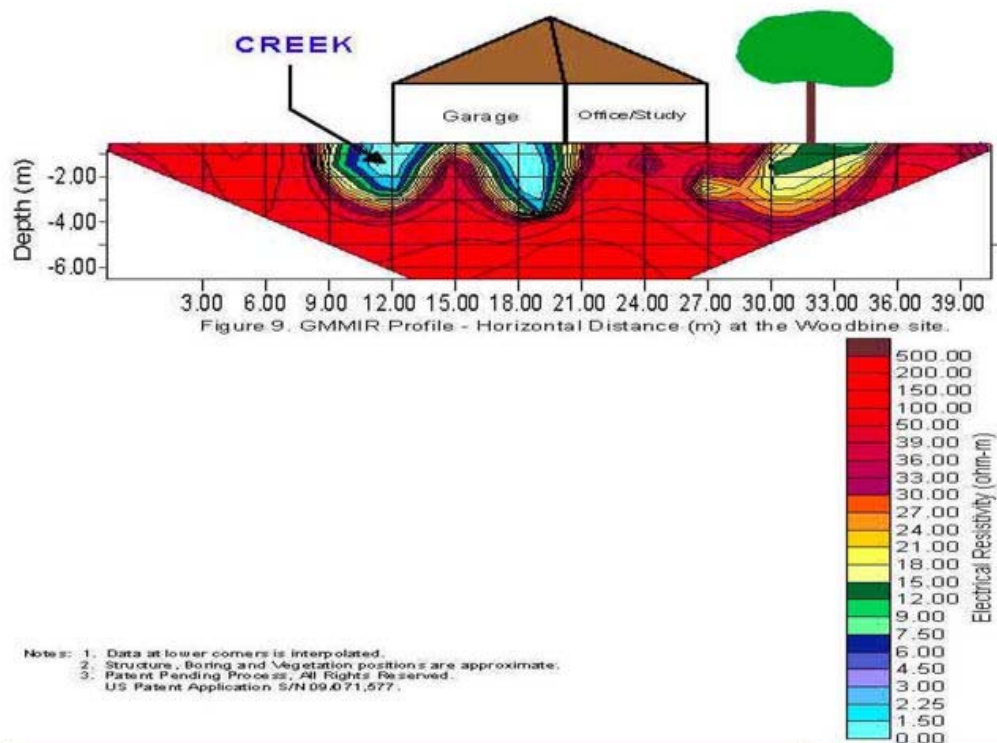 CREEK
Garage
Office/Study
Depth (m)
-2.00
-4.00
-6.00
3.00 6.00 9.00 12.00 15.00 18.00 21.00 24.00 27.00 30.00 33.00 36.00 39.00
Figure 9. GMMIR Profile - Horizontal Distance (m) at the Woodbine site.
500.00
200.00
150.00
100.00
50.00
39.00
36.00
33.00
30.00
27.00
24.00
21.00
18.00
15.00
12.00
9.00
7.50
6.00
4.50
3.00
2.25
1.50
0.00
Electrical Resistivity (ohm-m)
Notes: 1. Data at lower corners is interpolated.
2. Structure, Boring and Vegetation positions are approximate.
3. Patent Pending Process, All Rights Reserved.
US Patent Application S/N 09/071,577.